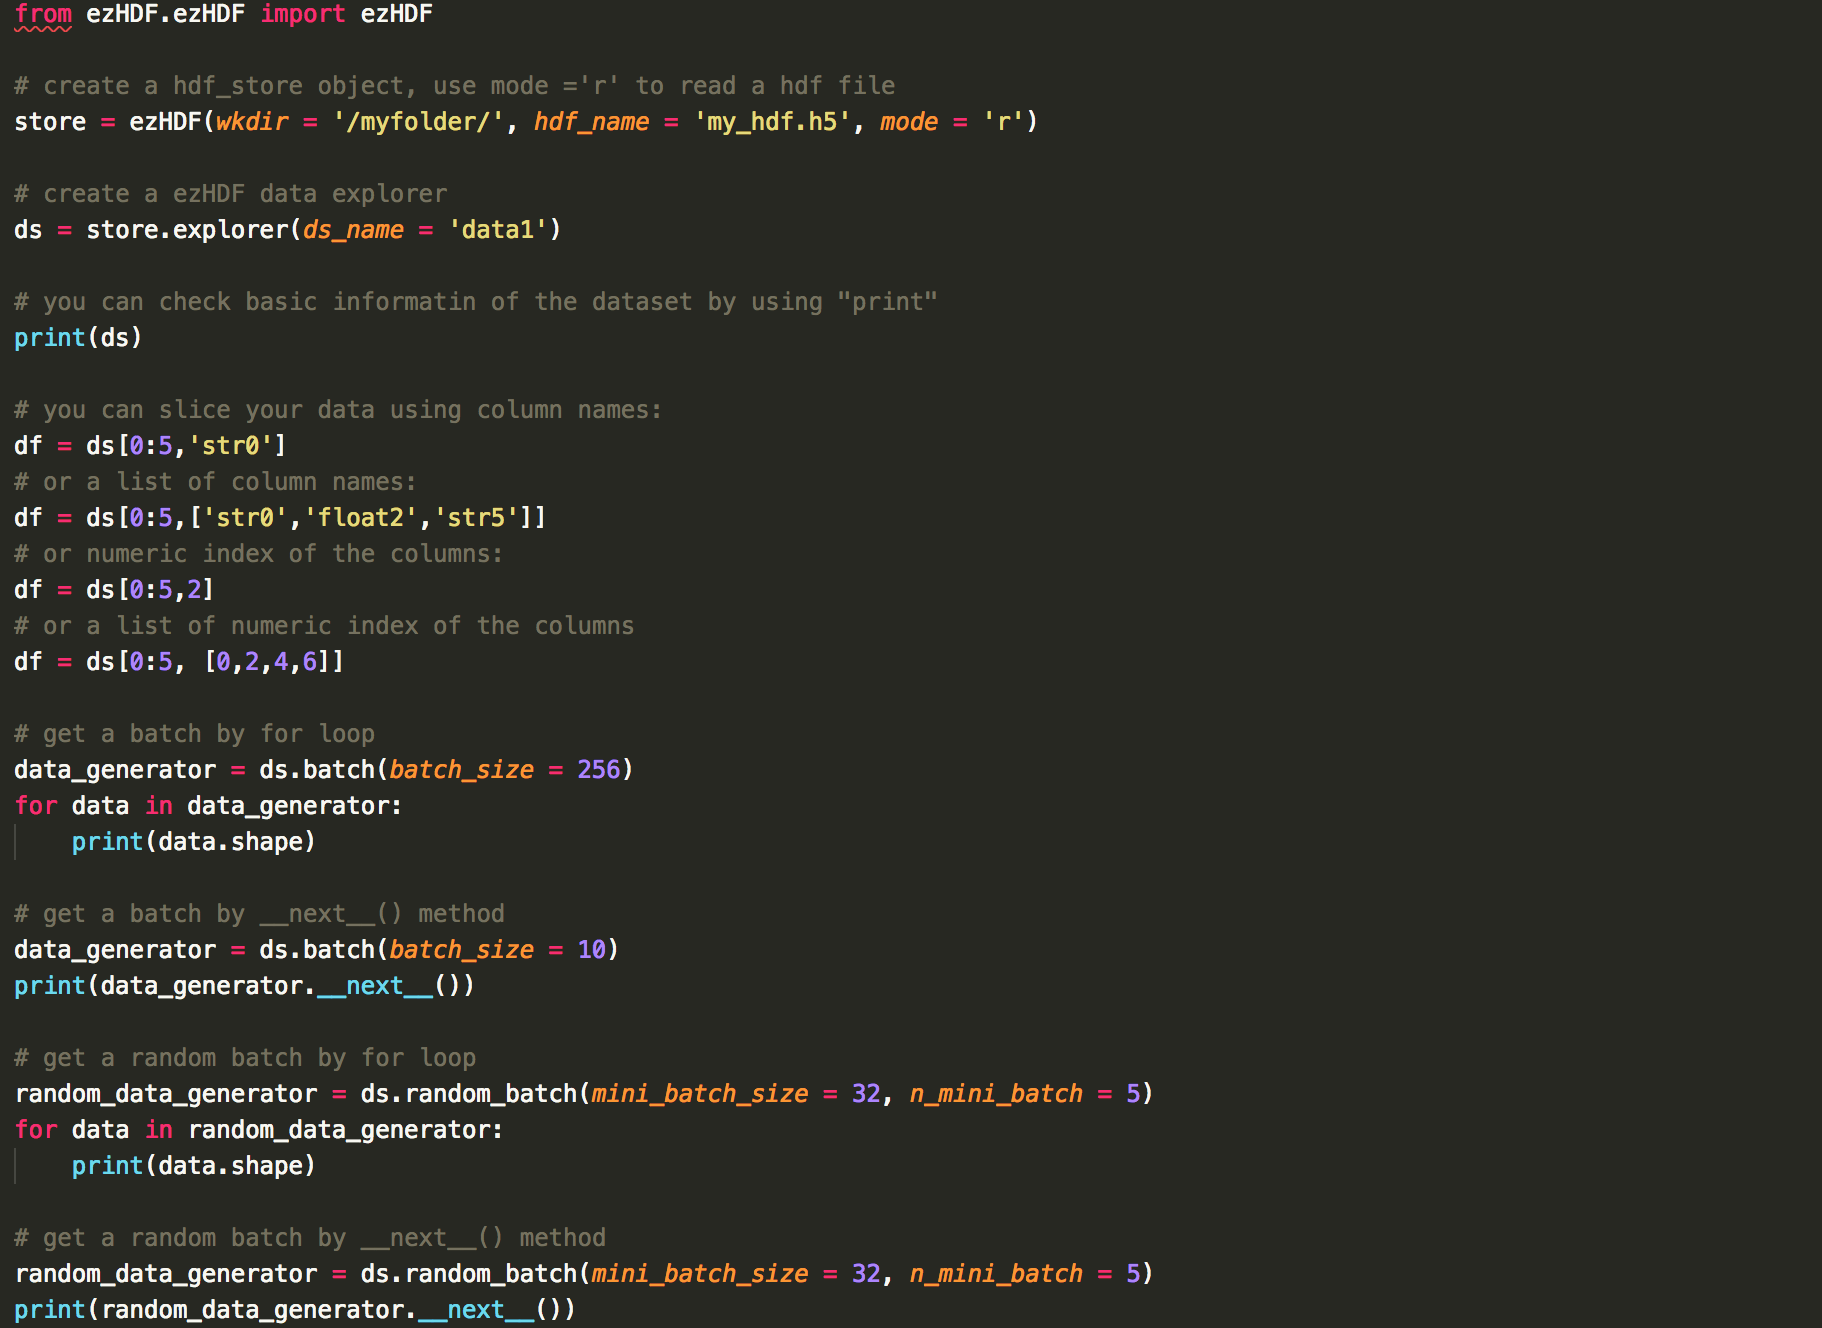 from ezHDF.ezHDF import ezHDF
# create a hdf_store object, use mode ='r' to read a hdf file
store = ezHDF(wkdir = '/myfolder/', hdf_name = 'my_hdf.h5', mode = 'r')
# create a ezHDF data explorer
ds = store.explorer(ds_name = 'data1')
# you can check basic informatin of the dataset by using "print"
print(ds)
# you can slice your data using column names:
df = ds[0:5,'str0']
# or a list of column names:
df = ds[0:5,['str0','float2','str5']]
# or numeric index of the columns:
df = ds[0:5,2]
# or a list of numeric index of the columns
df = ds[0:5, [0,2,4,6]]
# get a batch by for loop
data_generator = ds.batch(batch_size = 256)
for data in data_generator:
    print(data.shape)
# get a batch by __next__() method
data_generator = ds.batch(batch_size = 10)
print(data_generator.__next__())
# get a random batch by for loop
random_data_generator = ds.random_batch(mini_batch_size = 32, n_mini_batch = 5)
for data in random_data_generator:
    print(data.shape)
# get a random batch by __next__() method
random_data_generator = ds.random_batch(mini_batch_size = 32, n_mini_batch = 5)
print(random_data_generator.__next__())